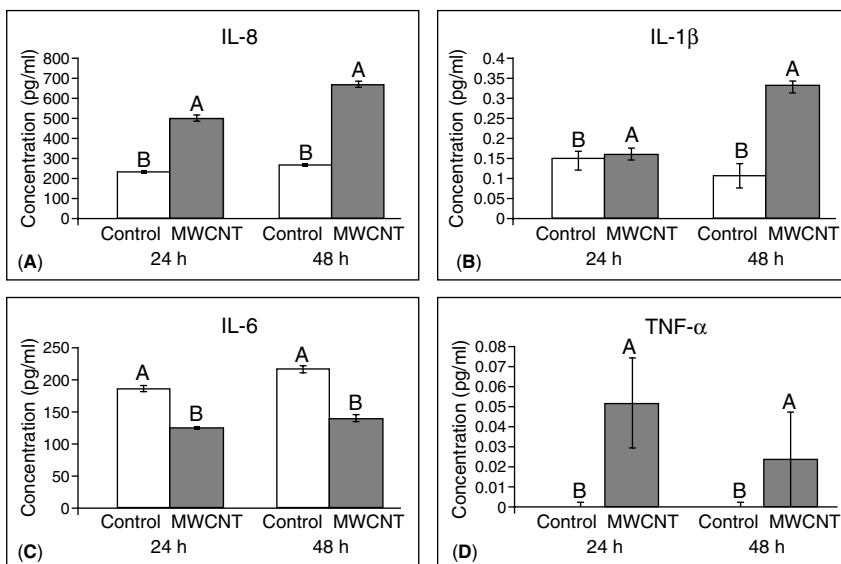 IL-8
Concentration (pg/ml)
800
700
600
500
400
300
200
100
0
B
A
B
A
Control MWCNT Control MWCNT
24 h 48 h
(A)
IL-1β
Concentration (pg/ml)
0.4
0.35
0.3
0.25
0.2
0.15
0.1
0.05
0
B
A
B
A
Control MWCNT Control MWCNT
24 h 48 h
(B)
IL-6
Concentration (pg/ml)
250
200
150
100
50
0
A
B
A
B
Control MWCNT Control MWCNT
24 h 48 h
(C)
TNF-α
Concentration (pg/ml)
0.08
0.07
0.06
0.05
0.04
0.03
0.02
0.01
0
B
A
B
A
Control MWCNT Control MWCNT
24 h 48 h
(D)